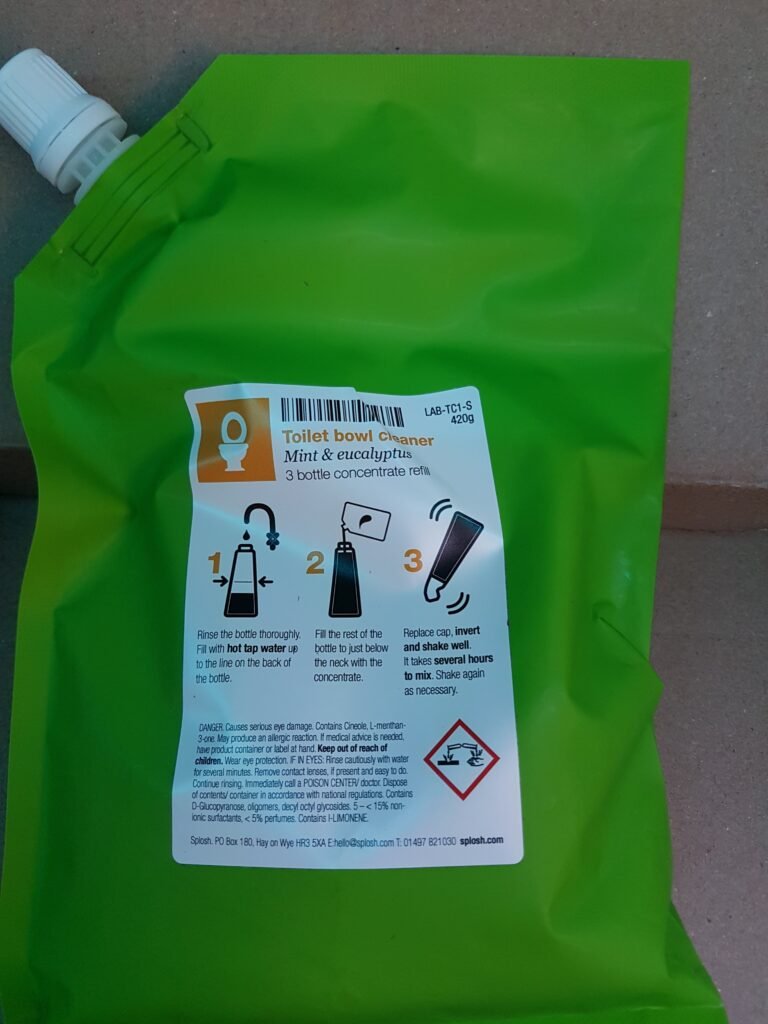 LAB-TC1-S
420g
Toilet bowl cleaner
Mint & eucalyptus
3 bottle concentrate refill
1
Rinse the bottle thoroughly.
Fill with hot tap water up
to the line on the back of
the bottle.
2
Fill the rest of the
bottle to just below
the neck with the
concentrate.
3
Replace cap, invert
and shake well.
It takes several hours
to mix. Shake again
as necessary.
DANGER. Causes serious eye damage. Contains Cineole, L-menthan-
3-one. May produce an allergic reaction. If medical advice is needed,
have product container or label at hand. Keep out of reach of
children. Wear eye protection. IF IN EYES: Rinse cautiously with water
for several minutes. Remove contact lenses, if present and easy to do.
Continue rinsing. Immediately call a POISON CENTER/ doctor. Dispose
of contents/ container in accordance with national regulations. Contains
D-Glucopyranose, oligomers, decyl octyl glycosides. 5 – < 15% non-
ionic surfactants, < 5% perfumes. Contains l-LIMONENE.
Splosh. PO Box 180, Hay on Wye HR3 5XA E:hello@splosh.com T: 01497 821030 splosh.com